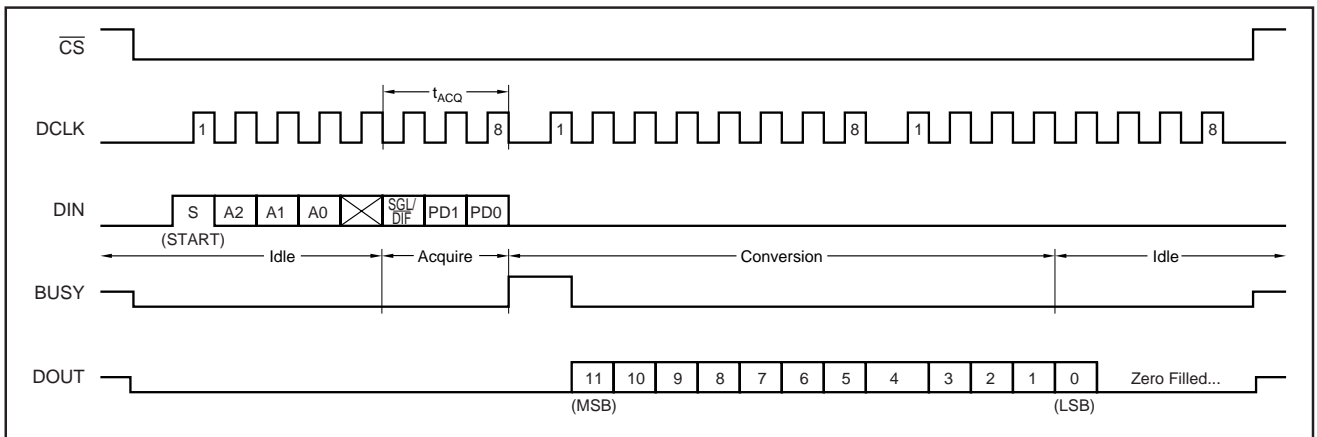 CS
tACQ
DCLK 1 8 1 8 1 8
DIN S A2 A1 A0 SGL/DIF PD1 PD0
(START)
Idle Acquire Conversion Idle
BUSY
DOUT 11 10 9 8 7 6 5 4 3 2 1 0 Zero Filled...
(MSB) (LSB)